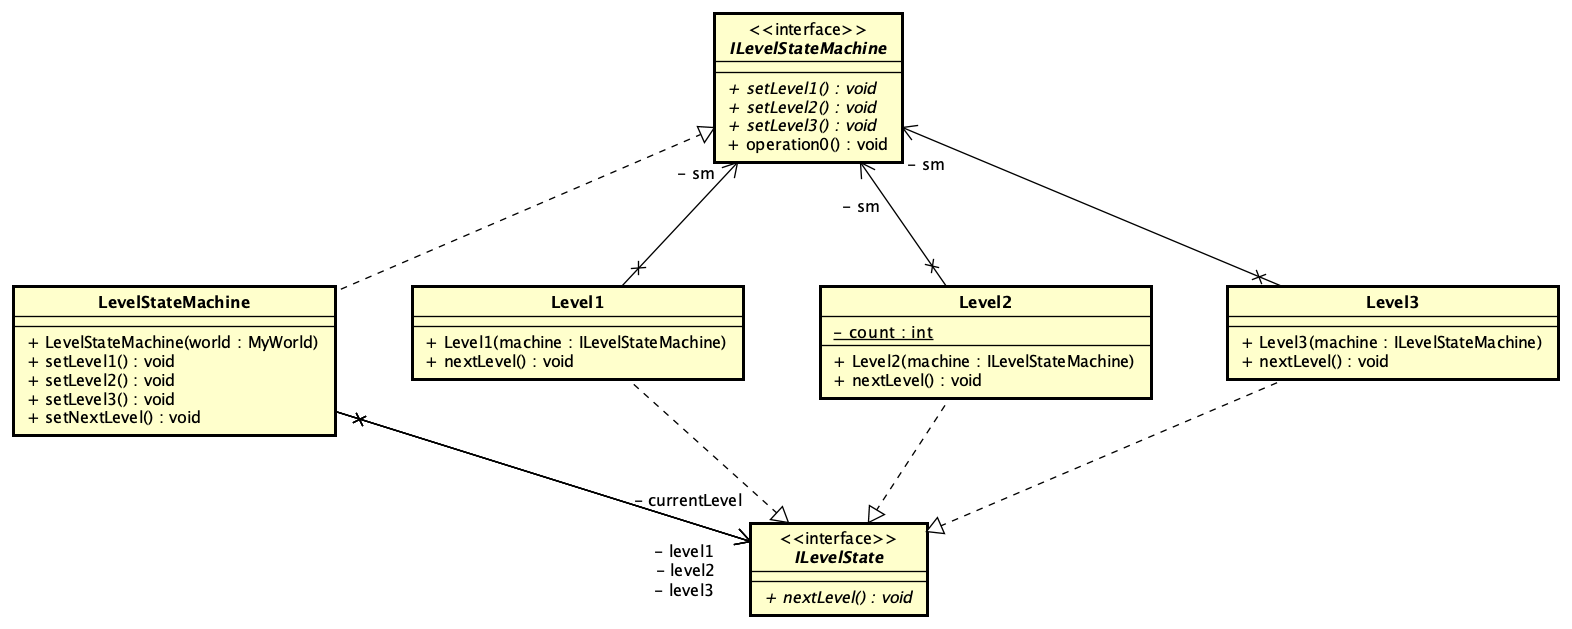 <<interface>>
ILevelStateMachine
+ setLevel1() : void
+ setLevel2() : void
+ setLevel3() : void
+ operation0() : void
– sm
– sm
– sm
LevelStateMachine
+ LevelStateMachine(world : MyWorld)
+ setLevel1() : void
+ setLevel2() : void
+ setLevel3() : void
+ setNextLevel() : void
Level1
+ Level1(machine : ILevelStateMachine)
+ nextLevel() : void
Level2
– count : int
+ Level2(machine : ILevelStateMachine)
+ nextLevel() : void
Level3
+ Level3(machine : ILevelStateMachine)
+ nextLevel() : void
– currentLevel
– level1
– level2
– level3
<<interface>>
ILevelState
+ nextLevel() : void